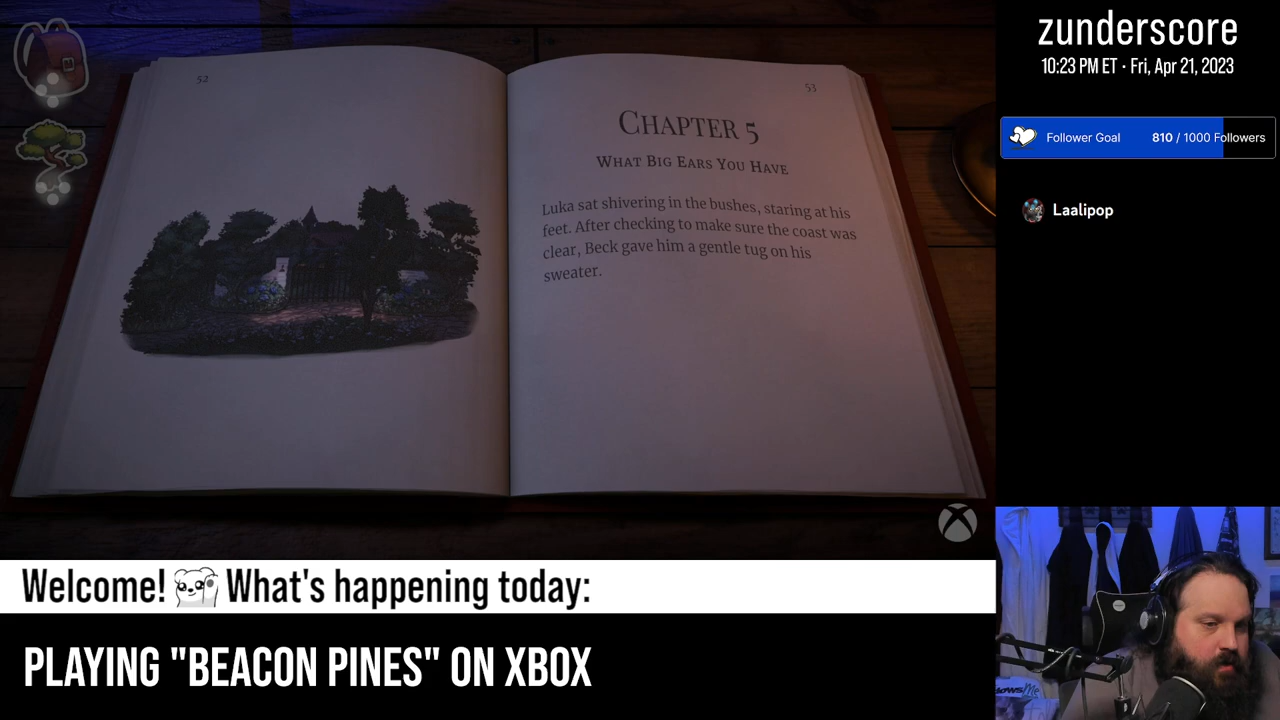 zunderscore
10:23 PM ET · Fri, Apr 21, 2023
Follower Goal 810 / 1000 Followers
Laalipop
52
53
CHAPTER 5
WHAT BIG EARS YOU HAVE
Luka sat shivering in the bushes, staring at his
feet. After checking to make sure the coast was
clear, Beck gave him a gentle tug on his
sweater.
Welcome! What's happening today:
PLAYING "BEACON PINES" ON XBOX